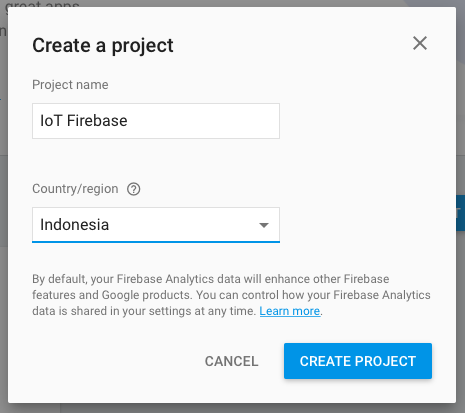 great apps.
Create a project
Project name
IoT Firebase
Country/region
Indonesia
By default, your Firebase Analytics data will enhance other Firebase
features and Google products. You can control how your Firebase Analytics
data is shared in your settings at any time. Learn more.
CANCEL
CREATE PROJECT